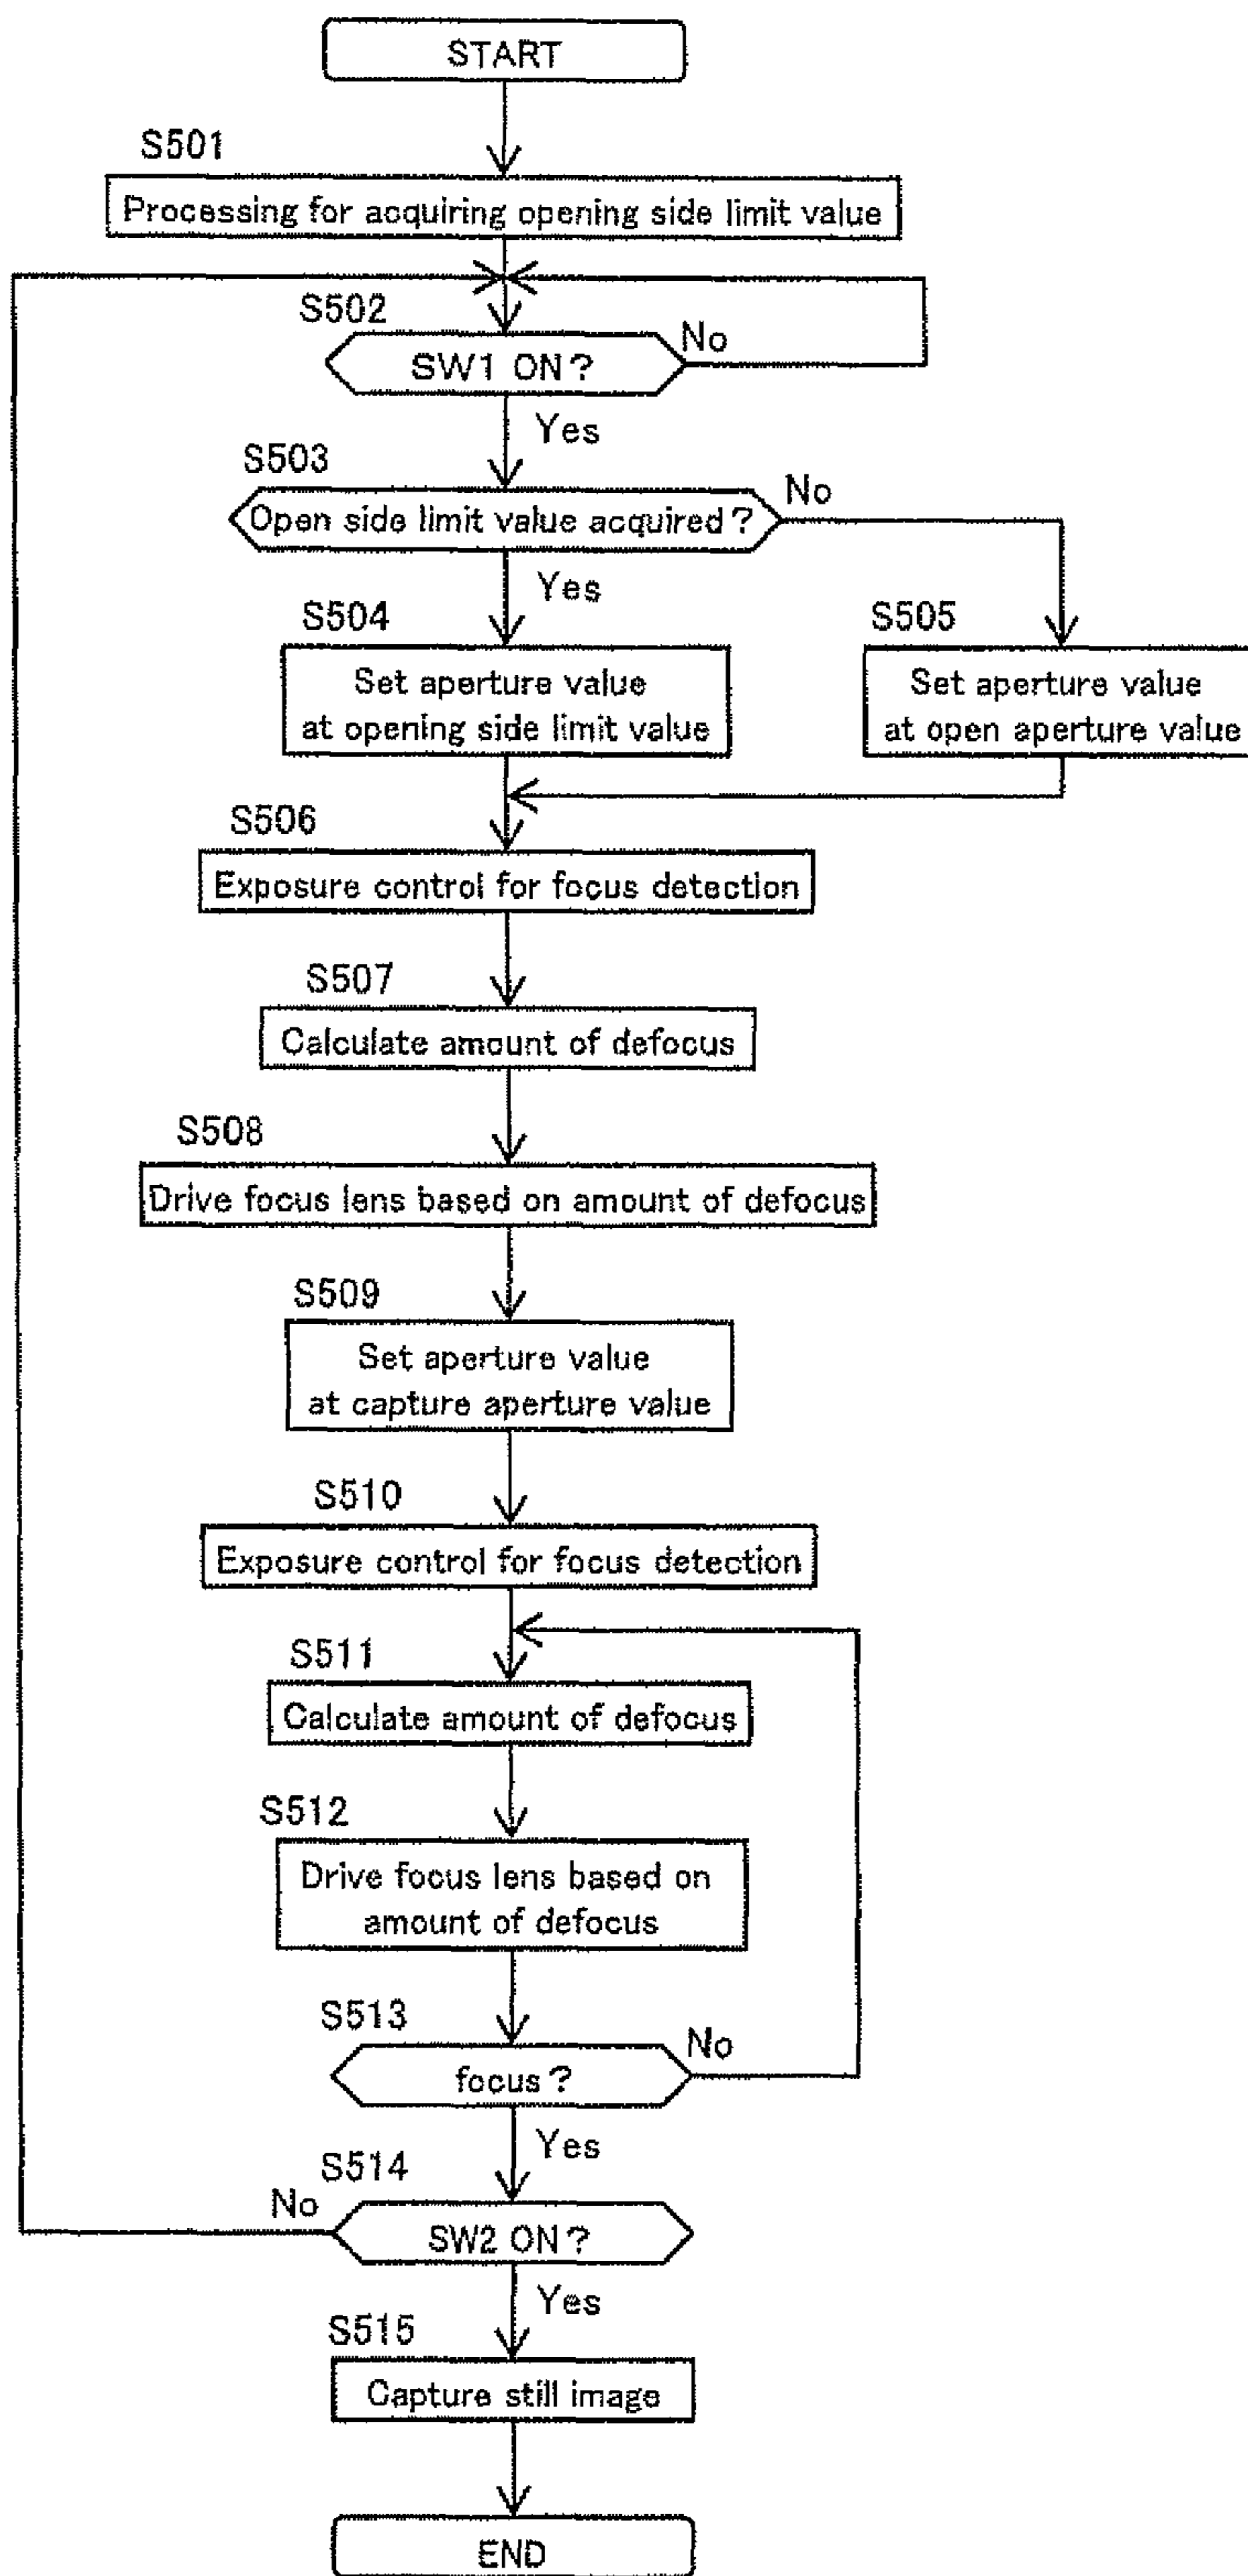 START
S501
Processing for acquiring opening side limit value
S502
SW1 ON?
No
Yes
S503
Open side limit value acquired?
No
Yes
S504
Set aperture value
at opening side limit value
S505
Set aperture value
at open aperture value
S506
Exposure control for focus detection
S507
Calculate amount of defocus
S508
Drive focus lens based on amount of defocus
S509
Set aperture value
at capture aperture value
S510
Exposure control for focus detection
S511
Calculate amount of defocus
S512
Drive focus lens based on
amount of defocus
S513
focus?
No
Yes
S514
No
SW2 ON?
Yes
S515
Capture still image
END